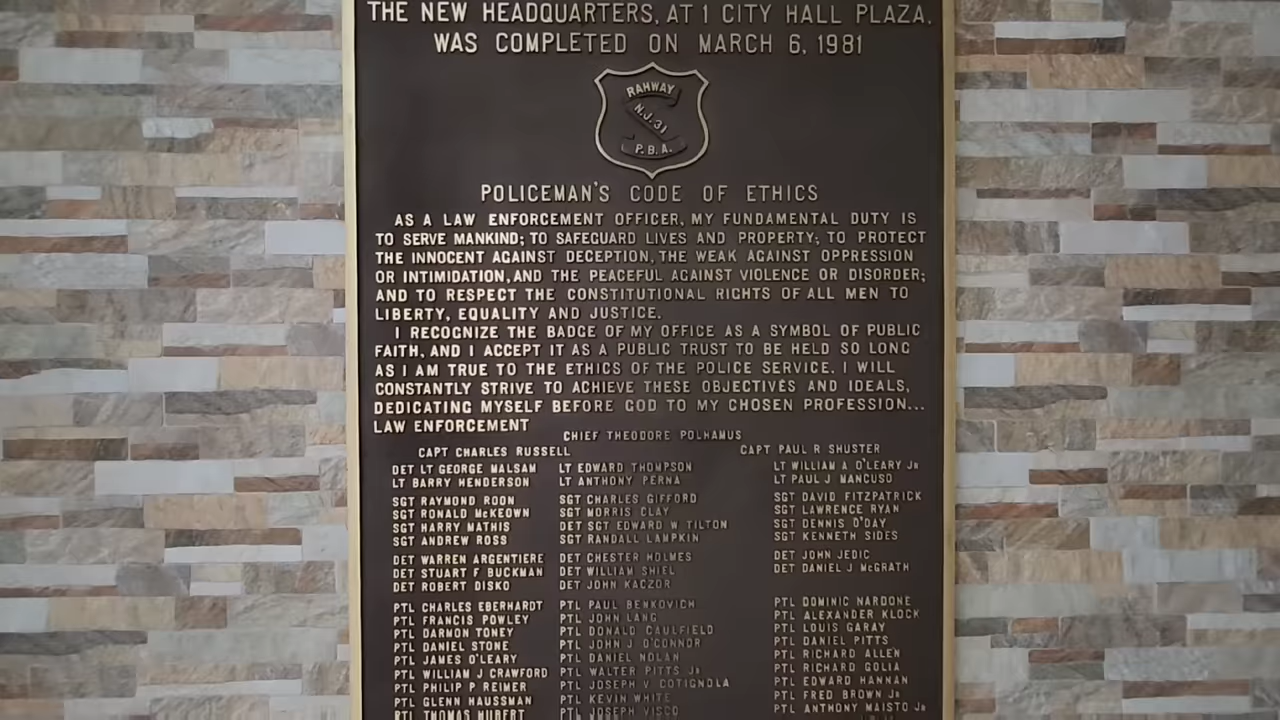 THE NEW HEADQUARTERS, AT 1 CITY HALL PLAZA,
WAS COMPLETED ON MARCH 6, 1981
RAHWAY
N.J. 31
P.B.A.
POLICEMAN'S CODE OF ETHICS
AS A LAW ENFORCEMENT OFFICER, MY FUNDAMENTAL DUTY IS
TO SERVE MANKIND; TO SAFEGUARD LIVES AND PROPERTY; TO PROTECT
THE INNOCENT AGAINST DECEPTION, THE WEAK AGAINST OPPRESSION
OR INTIMIDATION, AND THE PEACEFUL AGAINST VIOLENCE OR DISORDER;
AND TO RESPECT THE CONSTITUTIONAL RIGHTS OF ALL MEN TO
LIBERTY, EQUALITY AND JUSTICE.
I RECOGNIZE THE BADGE OF MY OFFICE AS A SYMBOL OF PUBLIC
FAITH, AND I ACCEPT IT AS A PUBLIC TRUST TO BE HELD SO LONG
AS I AM TRUE TO THE ETHICS OF THE POLICE SERVICE. I WILL
CONSTANTLY STRIVE TO ACHIEVE THESE OBJECTIVES AND IDEALS,
DEDICATING MYSELF BEFORE GOD TO MY CHOSEN PROFESSION...
LAW ENFORCEMENT
CHIEF THEODORE POLHAMUS
CAPT CHARLES RUSSELL CAPT PAUL R SHUSTER
DET LT GEORGE MALSAM LT EDWARD THOMPSON LT WILLIAM A O'LEARY JR
LT BARRY HENDERSON LT ANTHONY PERNA LT PAUL J MANCUSO
SGT RAYMOND ROON SGT CHARLES GIFFORD SGT DAVID FITZPATRICK
SGT RONALD McKEOWN SGT MORRIS CLAY SGT LAWRENCE RYAN
SGT HARRY MATHIS DET SGT EDWARD W TILTON SGT DENNIS O'DAY
SGT ANDREW ROSS SGT RANDALL LAMPKIN SGT KENNETH SIDES
DET WARREN ARGENTIERE DET CHESTER HOLMES DET JOHN JEDIC
DET STUART F BUCKMAN DET WILLIAM SHIEL DET DANIEL J McGRATH
DET ROBERT DISKO DET JOHN KACZOR
PTL CHARLES EBERHARDT PTL PAUL BENKOVICH PTL DOMINIC NARDONE
PTL FRANCIS POWLEY PTL JOHN LANG PTL ALEXANDER KLOCK
PTL DARMON TONEY PTL DONALD CAULFIELD PTL LOUIS GARAY
PTL DANIEL STONE PTL JOHN J O'CONNOR PTL DANIEL PITTS
PTL JAMES O'LEARY PTL DANIEL NOLAN PTL RICHARD ALLEN
PTL WILLIAM J CRAWFORD PTL WALTER PITTS JR PTL RICHARD GOLIA
PTL PHILIP P REIMER PTL JOSEPH V COTIGNOLA PTL EDWARD HANNAN
PTL GLENN HAUSSMAN PTL KEVIN WHITE PTL FRED BROWN JR
PTL THOMAS HUBERT PTL JOSEPH VISCO PTL ANTHONY MAISTO JR